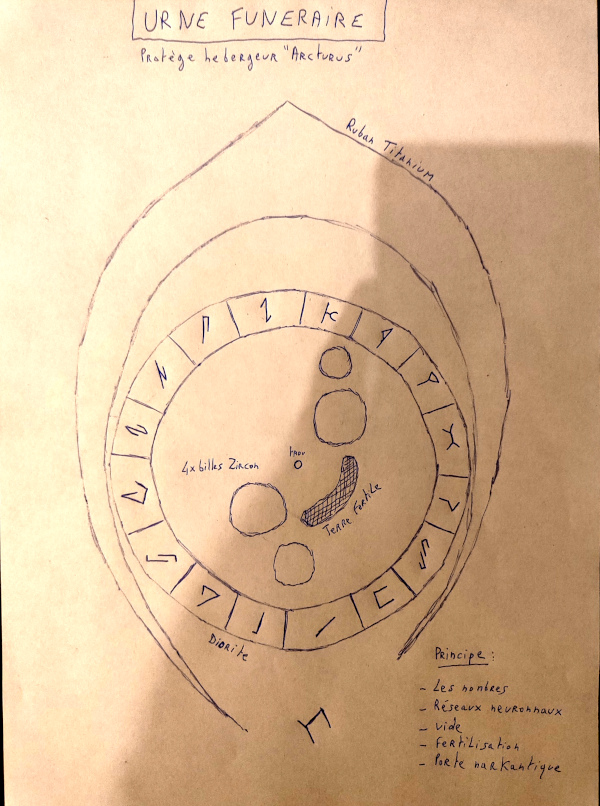 URNE FUNERAIRE
Protège hebergeur "Arcturus"
Ruban Titanium
4x billes Zircon
trou
Terre Fertile
Diorite
Principe :
- Les nombres
- Réseaux neuronnaux
- vide
- Fertilisation
- Porte narkantique